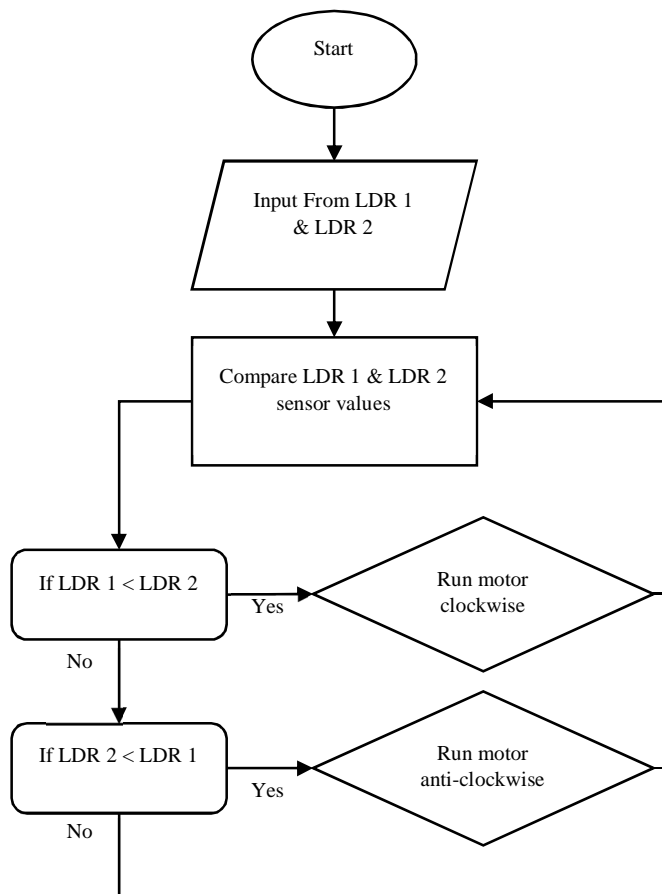 Start
Input From LDR 1
& LDR 2
Compare LDR 1 & LDR 2
sensor values
If LDR 1 < LDR 2
Yes
Run motor
clockwise
No
If LDR 2 < LDR 1
Yes
Run motor
anti-clockwise
No